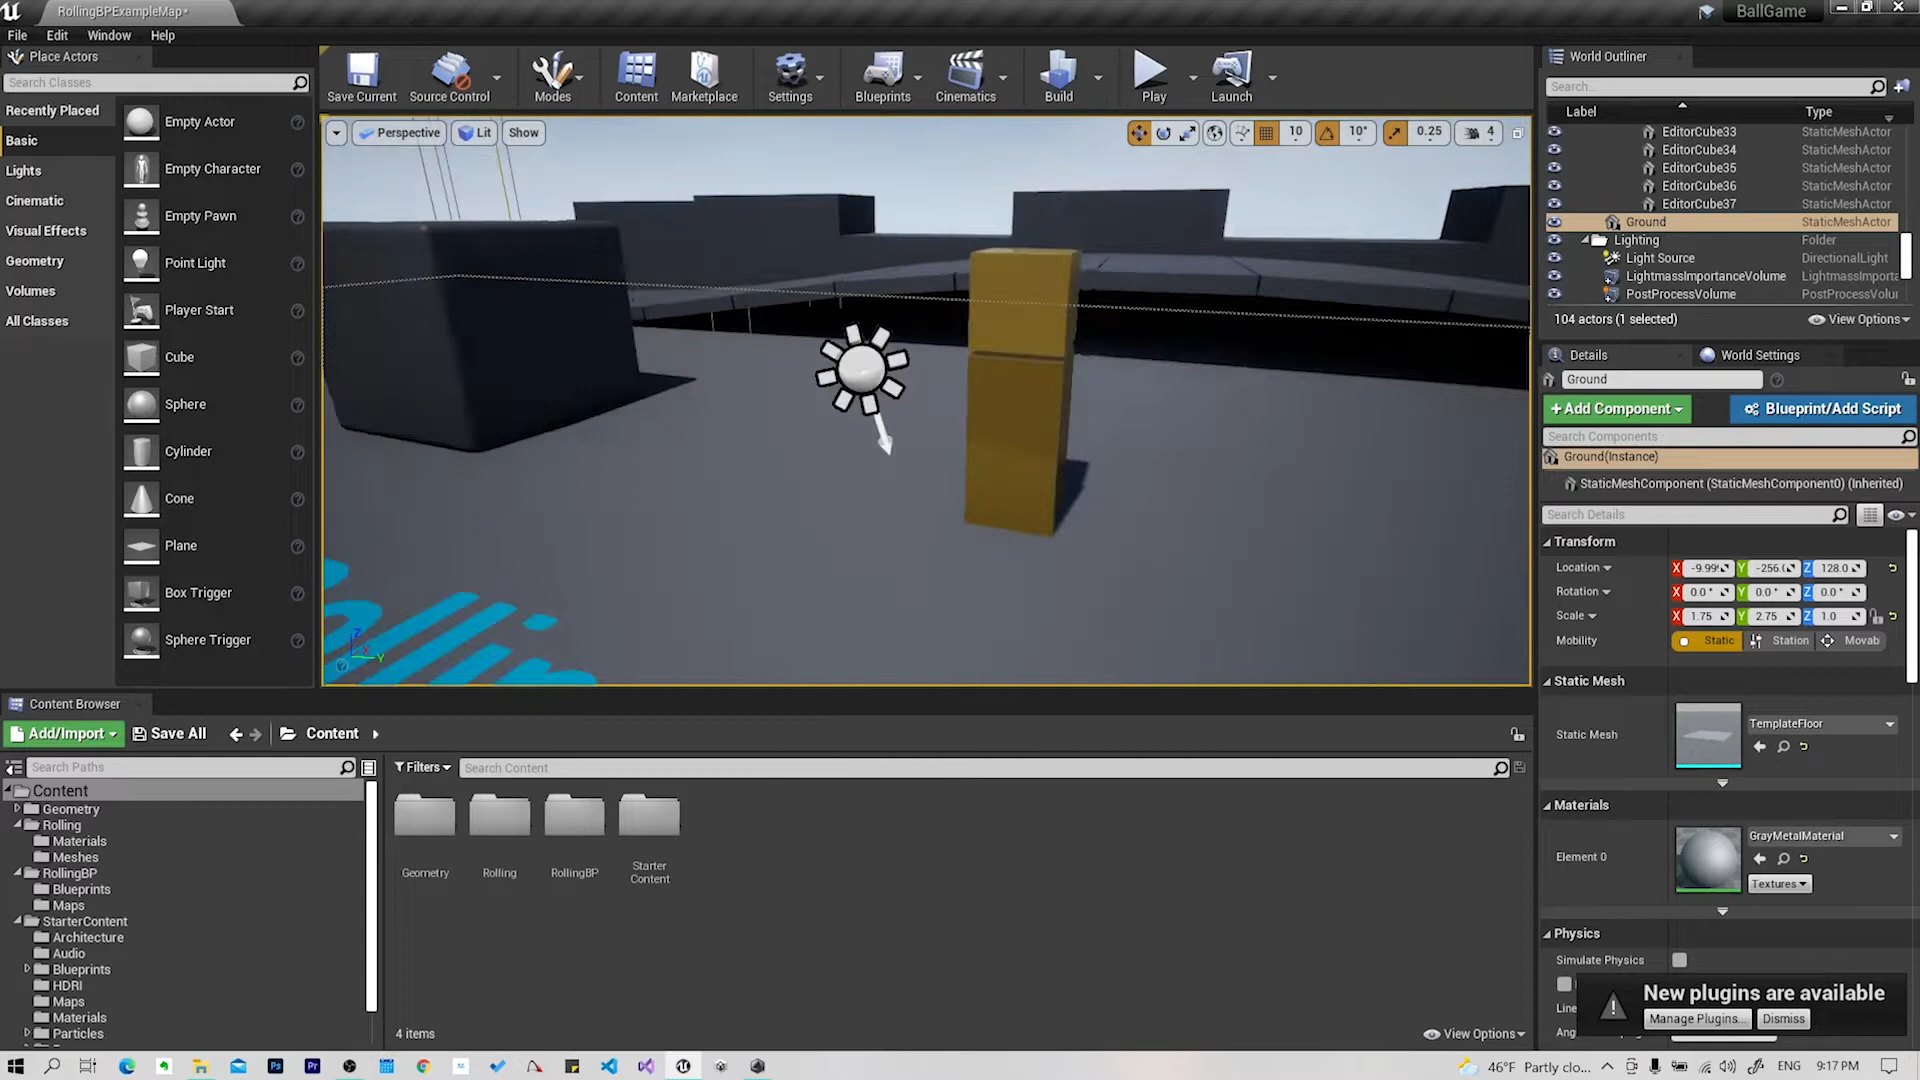 RollingBPExampleMap*
BallGame
File Edit Window Help
Place Actors
Search Classes
Recently Placed
Basic
Lights
Cinematic
Visual Effects
Geometry
Volumes
All Classes
Empty Actor
Empty Character
Empty Pawn
Point Light
Player Start
Cube
Sphere
Cylinder
Cone
Plane
Box Trigger
Sphere Trigger
Save Current
Source Control
Modes
Content
Marketplace
Settings
Blueprints
Cinematics
Build
Play
Launch
Perspective Lit Show
10 10° 0.25 4
World Outliner
Search...
Label Type
EditorCube33 StaticMeshActor
EditorCube34 StaticMeshActor
EditorCube35 StaticMeshActor
EditorCube36 StaticMeshActor
EditorCube37 StaticMeshActor
Ground StaticMeshActor
Lighting Folder
Light Source DirectionalLight
LightmassImportanceVolume LightmassImporta
PostProcessVolume PostProcessVolur
104 actors (1 selected) View Options
Details World Settings
Ground
+Add Component Blueprint/Add Script
Search Components
Ground(Instance)
StaticMeshComponent (StaticMeshComponent0) (Inherited)
Search Details
Transform
Location X -9.99 Y -256.( Z 128.0
Rotation X 0.0° Y 0.0° Z 0.0°
Scale X 1.75 Y 2.75 Z 1.0
Mobility Static Station Movab
Static Mesh
Static Mesh TemplateFloor
Materials
Element 0 GrayMetalMaterial
Textures
Physics
Simulate Physics
Line
Ang
New plugins are available
Manage Plugins... Dismiss
Content Browser
Add/Import Save All Content
Search Paths
Filters Search Content
Content
Geometry
Rolling
Materials
Meshes
RollingBP
Blueprints
Maps
StarterContent
Architecture
Audio
Blueprints
HDRI
Maps
Materials
Particles
Geometry
Rolling
RollingBP
Starter
Content
4 items View Options
46°F Partly clo... ENG 9:17 PM